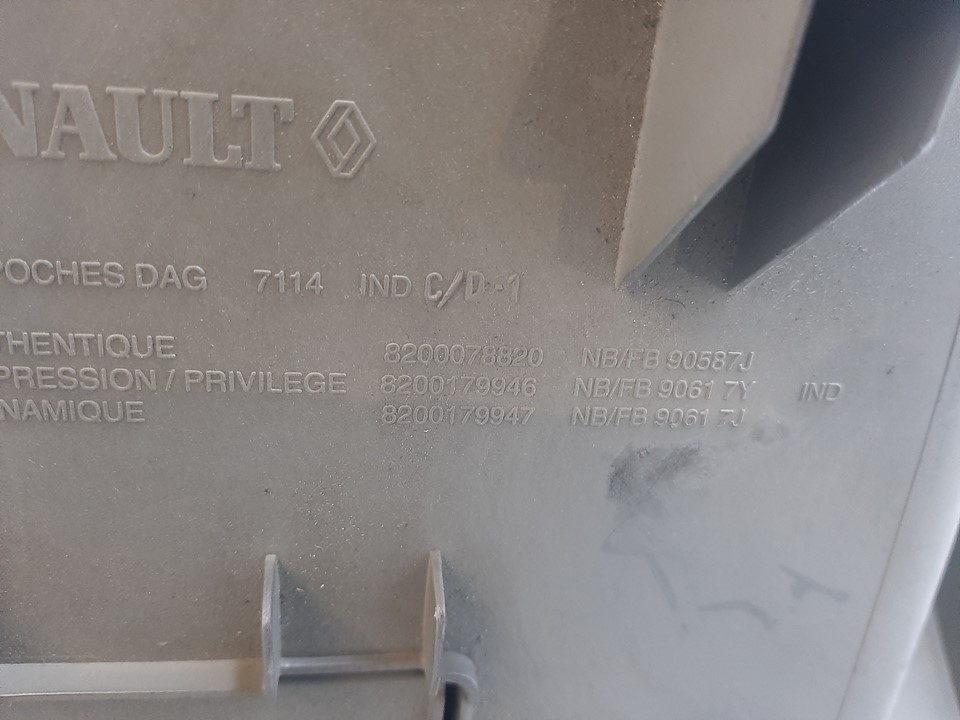 NAULT
POCHES DAG 7114 IND C/D-1
THENTIQUE 8200078820 NB/FB 90587J
PRESSION / PRIVILEGE 8200179946 NB/FB 9061 7Y IND
NAMIQUE 8200179947 NB/FB 9061 7J